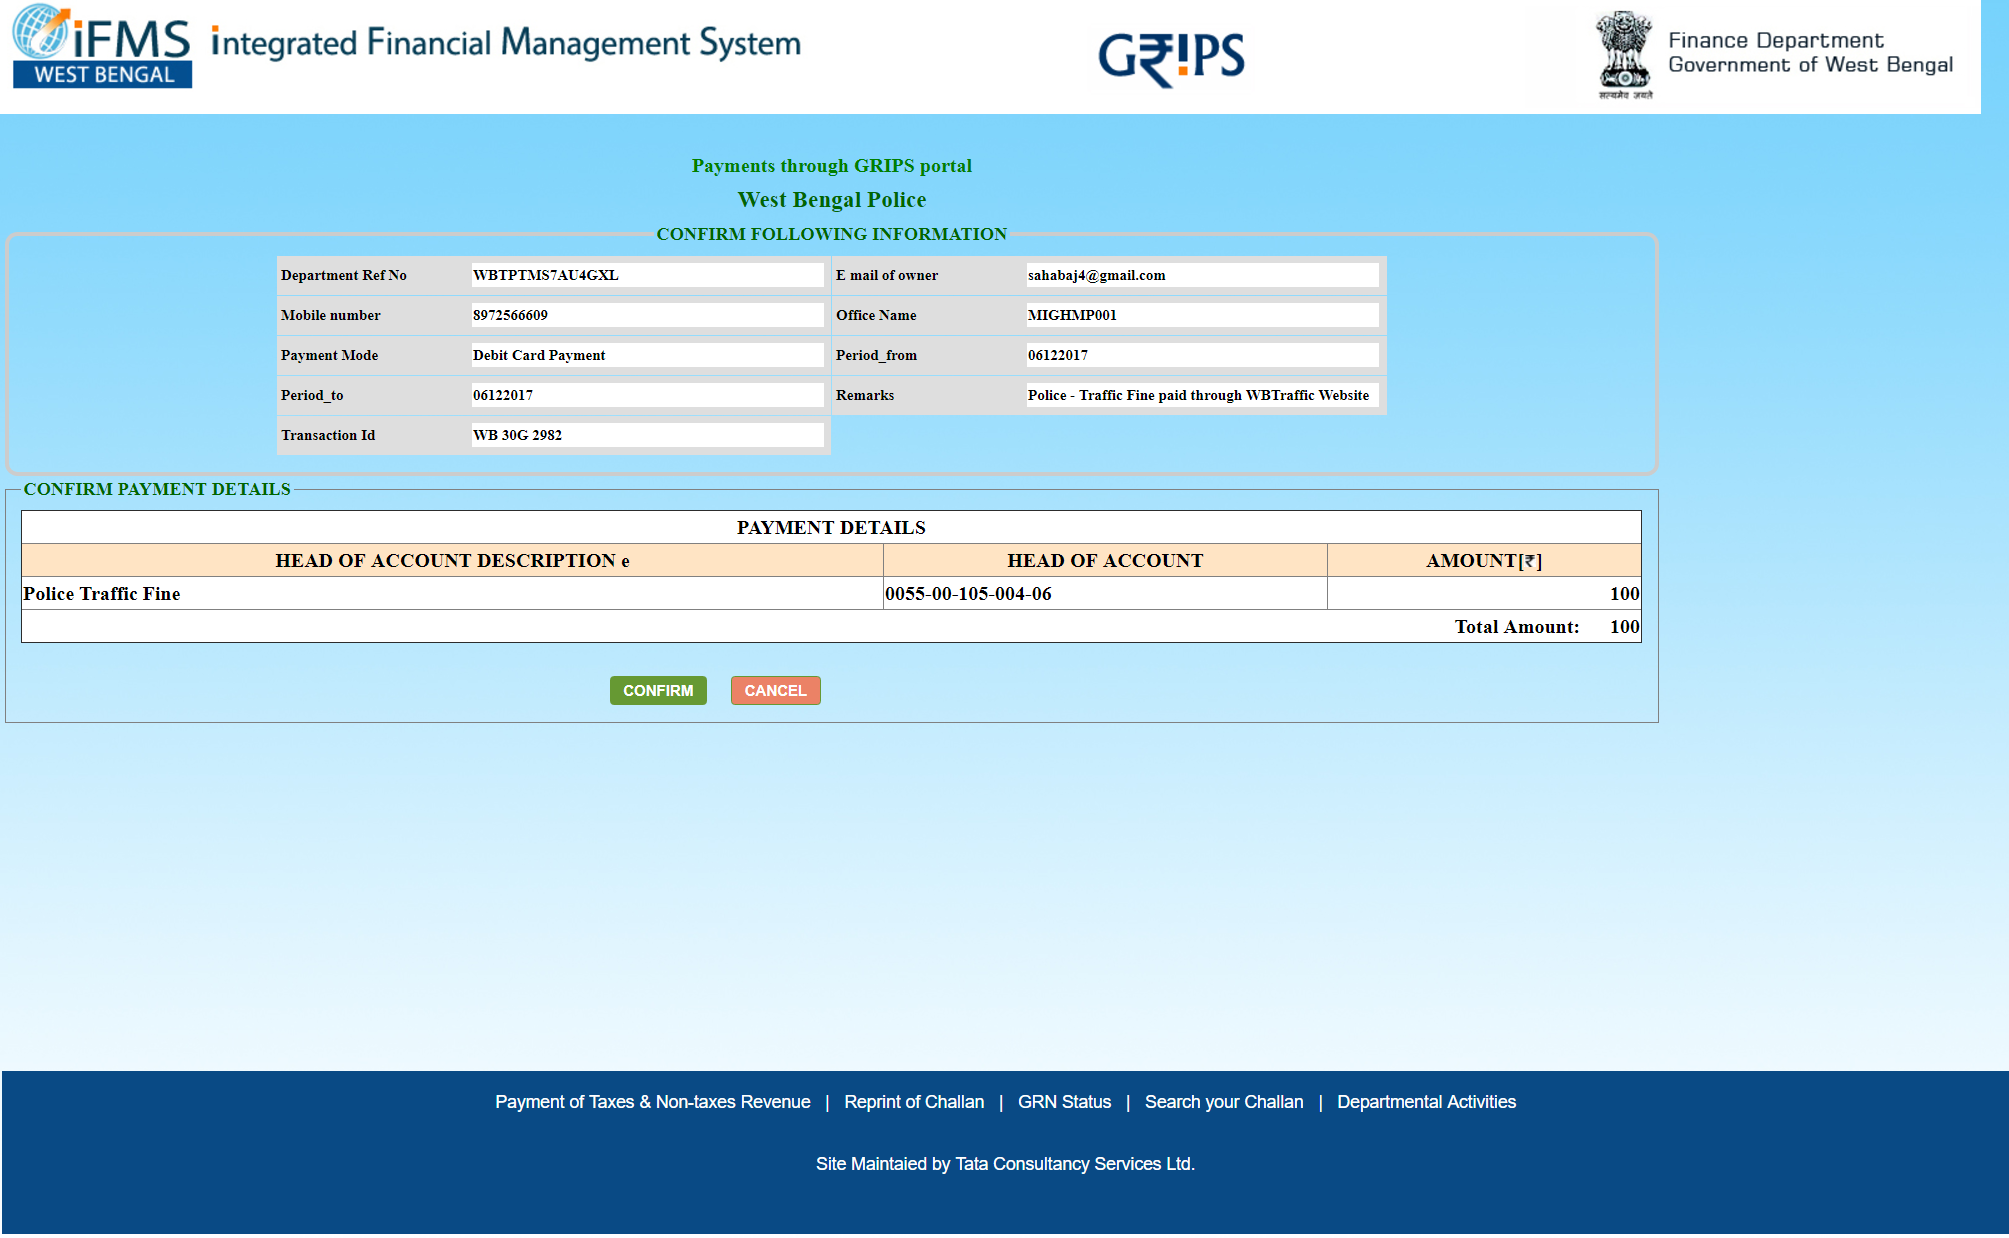 iFMS
WEST BENGAL
integrated Financial Management System
GR!PS
सत्यमेव जयते
Finance Department
Government of West Bengal
Payments through GRIPS portal
West Bengal Police
CONFIRM FOLLOWING INFORMATION
Department Ref No WBTPTMS7AU4GXL E mail of owner sahabaj4@gmail.com
Mobile number 8972566609 Office Name MIGHMP001
Payment Mode Debit Card Payment Period_from 06122017
Period_to 06122017 Remarks Police - Traffic Fine paid through WBTraffic Website
Transaction Id WB 30G 2982
CONFIRM PAYMENT DETAILS
PAYMENT DETAILS
HEAD OF ACCOUNT DESCRIPTION e HEAD OF ACCOUNT AMOUNT[₹]
Police Traffic Fine 0055-00-105-004-06 100
Total Amount: 100
CONFIRM CANCEL
Payment of Taxes & Non-taxes Revenue | Reprint of Challan | GRN Status | Search your Challan | Departmental Activities
Site Maintaied by Tata Consultancy Services Ltd.